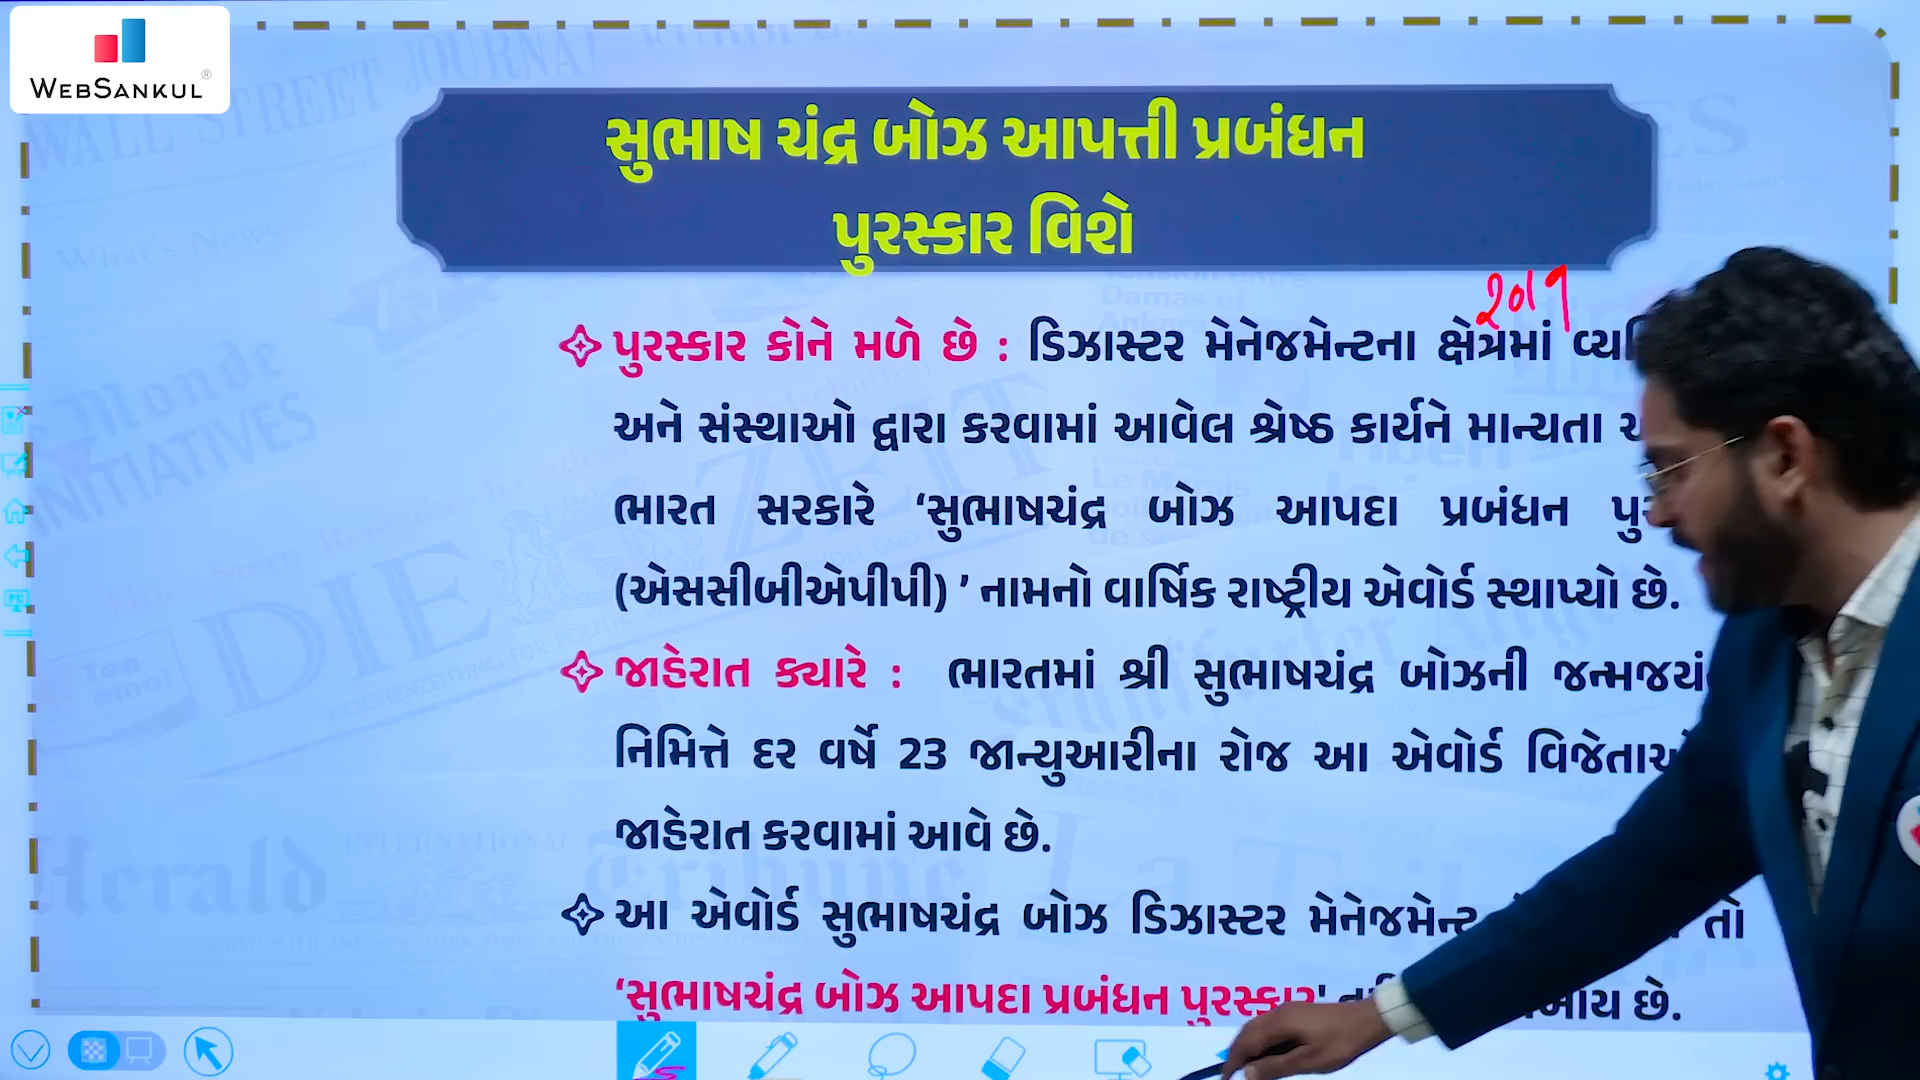 WEBSANKUL®
સુભાષ ચંદ્ર બોઝ આપત્તી પ્રબંધન
પુરસ્કાર વિશે
2019
પુરસ્કાર કોને મળે છે : ડિઝાસ્ટર મેનેજમેન્ટના ક્ષેત્રમાં
અને સંસ્થાઓ દ્વારા કરવામાં આવેલ શ્રેષ્ઠ કાર્યને માન્યતા
ભારત સરકારે ‘સુભાષચંદ્ર બોઝ આપદા પ્રબંધન
(એસસીબીએપીપી) ’ નામનો વાર્ષિક રાષ્ટ્રીય એવોર્ડ સ્થાપ્યો છે.
જાહેરાત ક્યારે : ભારતમાં શ્રી સુભાષચંદ્ર બોઝની
નિમિત્તે દર વર્ષે 23 જાન્યુઆરીના રોજ આ એવોર્ડ
જાહેરાત કરવામાં આવે છે.
આ એવોર્ડ સુભાષચંદ્ર બોઝ ડિઝાસ્ટર તો
‘સુભાષચંદ્ર બોઝ આપદા પ્રબંધન પુરસ્કાર' છે.